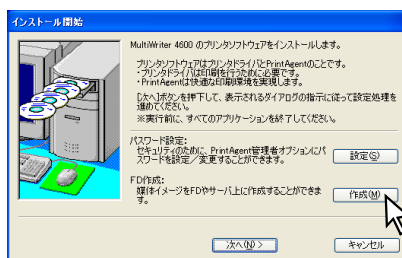 インストール開始
MultiWriter 4600 のプリンタソフトウェアをインストールします。
プリンタソフトウェアはプリンタドライバとPrintAgentのことです。
・プリンタドライバは印刷を行うために必要です。
・PrintAgentは快適な印刷環境を実現します。
[次へ]ボタンを押下して、表示されるダイアログの指示に従って設定処理を
進めてください。
※実行前に、すべてのアプリケーションを終了してください。
パスワード設定:
セキュリティのために、PrintAgent管理者オプションにパ
スワードを設定/変更することができます。
設定(S)
FD作成:
媒体イメージをFDやサーバ上に作成することができま
す。
作成(M)
次へ(N) >
キャンセル